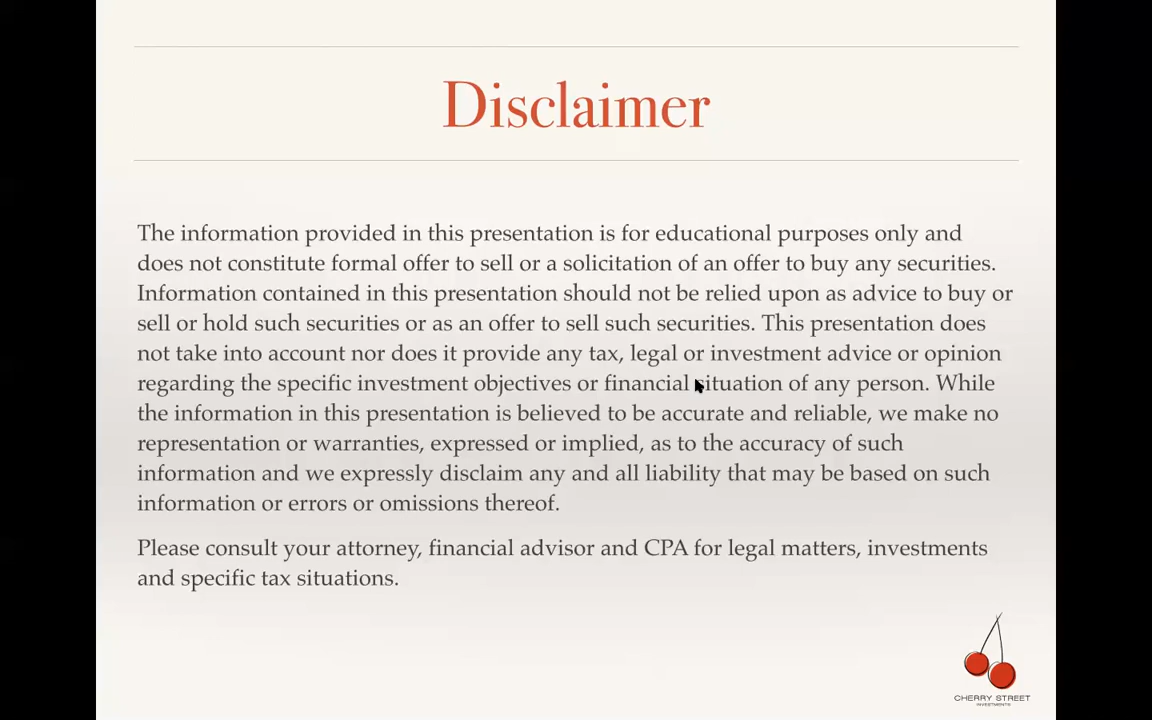 Disclaimer
The information provided in this presentation is for educational purposes only and
does not constitute formal offer to sell or a solicitation of an offer to buy any securities.
Information contained in this presentation should not be relied upon as advice to buy or
sell or hold such securities or as an offer to sell such securities. This presentation does
not take into account nor does it provide any tax, legal or investment advice or opinion
regarding the specific investment objectives or financial situation of any person. While
the information in this presentation is believed to be accurate and reliable, we make no
representation or warranties, expressed or implied, as to the accuracy of such
information and we expressly disclaim any and all liability that may be based on such
information or errors or omissions thereof.
Please consult your attorney, financial advisor and CPA for legal matters, investments
and specific tax situations.
CHERRY STREET
INVESTMENTS